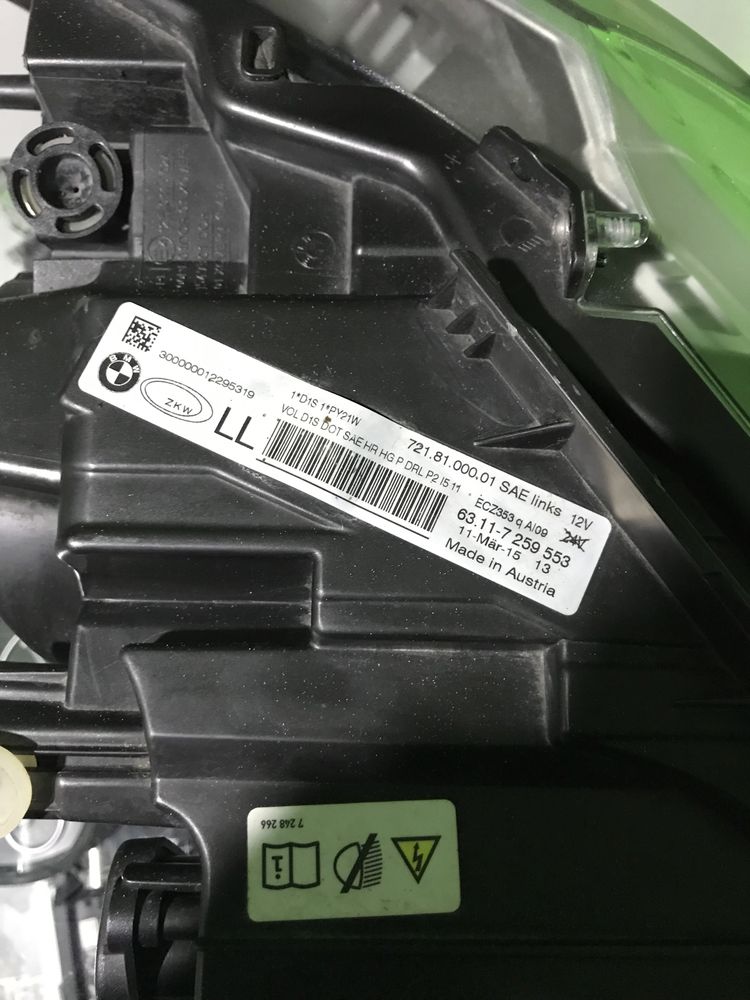 BMW
300000012295319
ZKW
1*D1S 1*PY21W
VOL D1S DOT SAE HR HG P DRL P2 I5 11
LL
721.81.000.01 SAE links 12V
ECZ353 q A/09 24V
63.11-7 259 553
11-Mär-15 13
Made in Austria
7 248 266